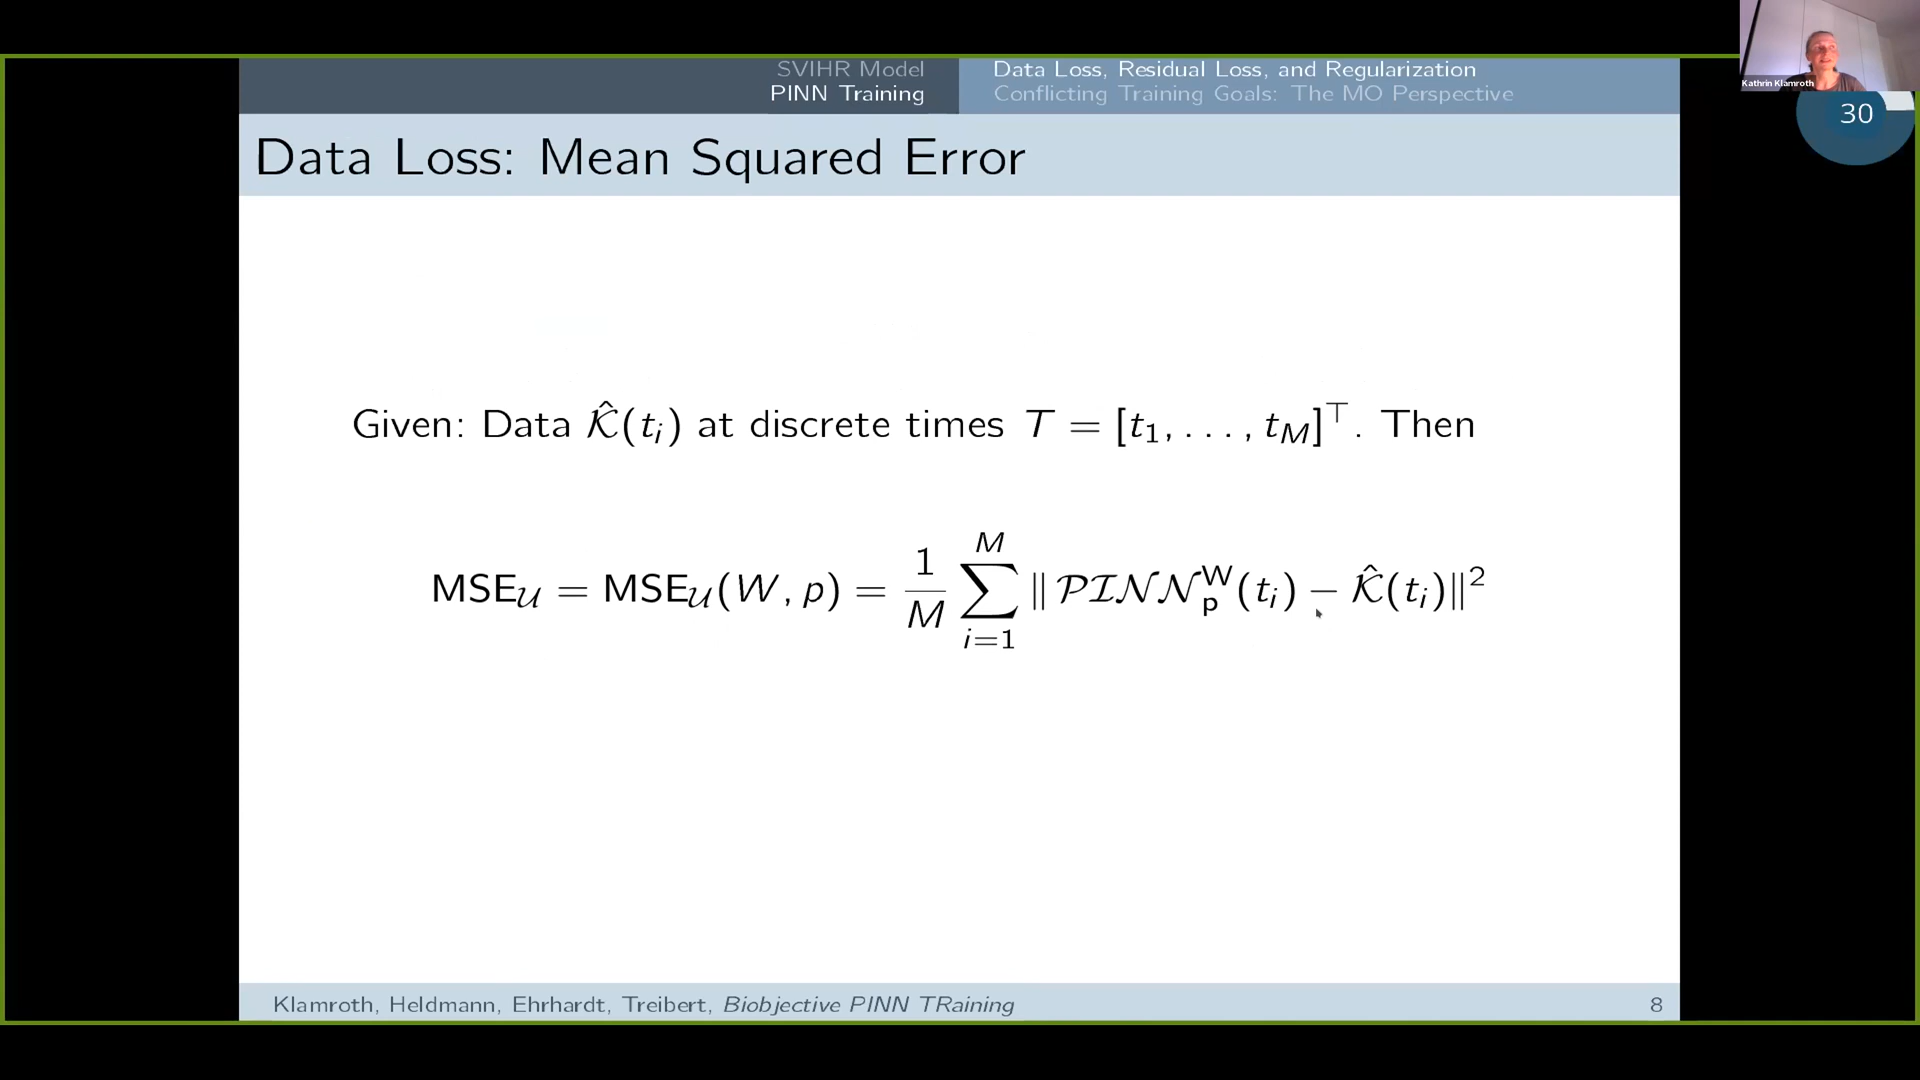 SVIHR Model
PINN Training
Data Loss, Residual Loss, and Regularization
Conflicting Training Goals: The MO Perspective
Kathrin Klamroth
30
Data Loss: Mean Squared Error
Given: Data 𝒦̂(tᵢ) at discrete times T = [t₁, . . . , t_M]^⊤. Then
MSE_𝒰 = MSE_𝒰(W, p) = \frac{1}{M} \sum_{i=1}^{M} ‖ 𝒫ℐ𝒩𝒩_p^W(tᵢ) − 𝒦̂(tᵢ)‖²
Klamroth, Heldmann, Ehrhardt, Treibert, Biobjective PINN TRaining
8